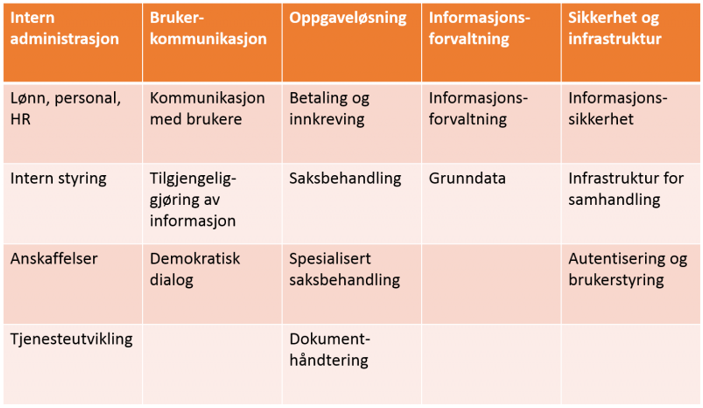 Intern
administrasjon
Bruker-
kommunikasjon
Oppgaveløsning
Informasjons-
forvaltning
Sikkerhet og
infrastruktur
Lønn, personal,
HR
Kommunikasjon
med brukere
Betaling og
innkreving
Informasjons-
forvaltning
Informasjons-
sikkerhet
Intern styring
Tilgjengelig-
gjøring av
informasjon
Saksbehandling
Grunndata
Infrastruktur for
samhandling
Anskaffelser
Demokratisk
dialog
Spesialisert
saksbehandling
Autentisering og
brukerstyring
Tjenesteutvikling
Dokument-
håndtering